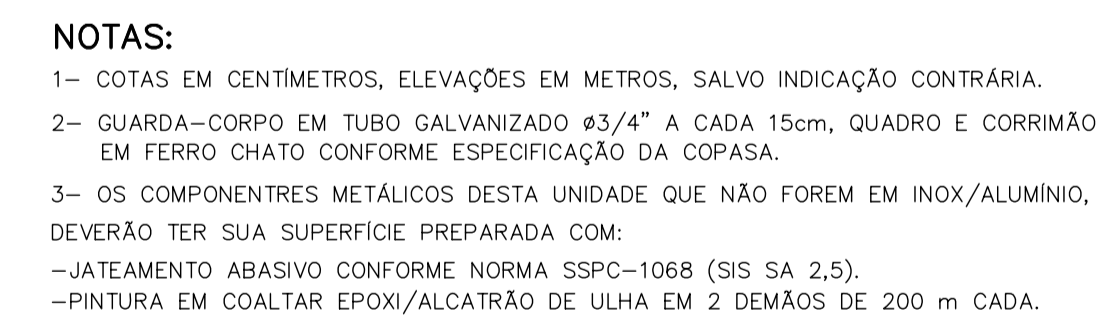 NOTAS:
1- COTAS EM CENTÍMETROS, ELEVAÇÕES EM METROS, SALVO INDICAÇÃO CONTRÁRIA.
2- GUARDA-CORPO EM TUBO GALVANIZADO ø3/4" A CADA 15cm, QUADRO E CORRIMÃO
EM FERRO CHATO CONFORME ESPECIFICAÇÃO DA COPASA.
3- OS COMPONENTRES METÁLICOS DESTA UNIDADE QUE NÃO FOREM EM INOX/ALUMÍNIO,
DEVERÃO TER SUA SUPERFÍCIE PREPARADA COM:
-JATEAMENTO ABASIVO CONFORME NORMA SSPC-1068 (SIS SA 2,5).
-PINTURA EM COALTAR EPOXI/ALCATRÃO DE ULHA EM 2 DEMÃOS DE 200 m CADA.